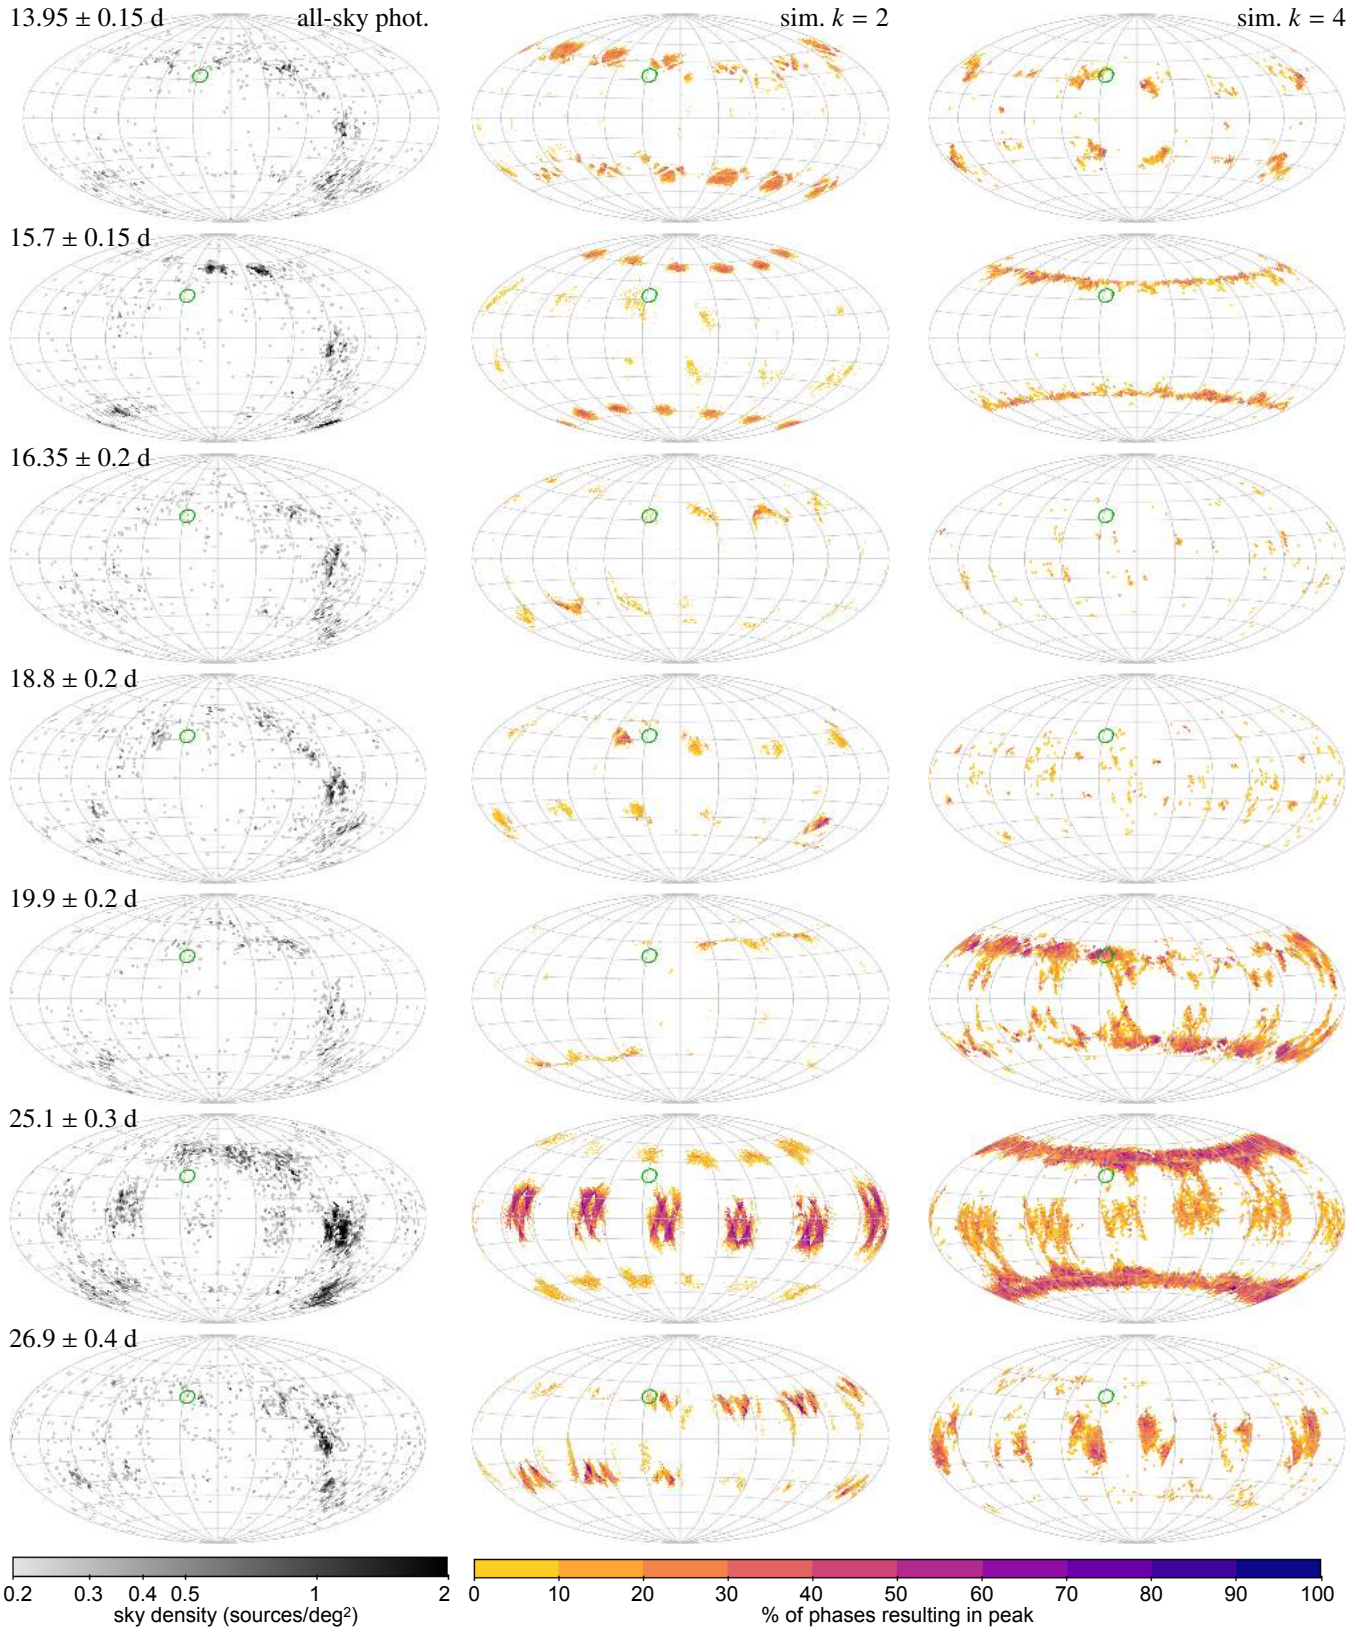 13.95 ± 0.15 d all-sky phot. sim. k = 2 sim. k = 4
15.7 ± 0.15 d
16.35 ± 0.2 d
18.8 ± 0.2 d
19.9 ± 0.2 d
25.1 ± 0.3 d
26.9 ± 0.4 d
0.2 0.3 0.4 0.5 1 2
sky density (sources/deg²)
0 10 20 30 40 50 60 70 80 90 100
% of phases resulting in peak